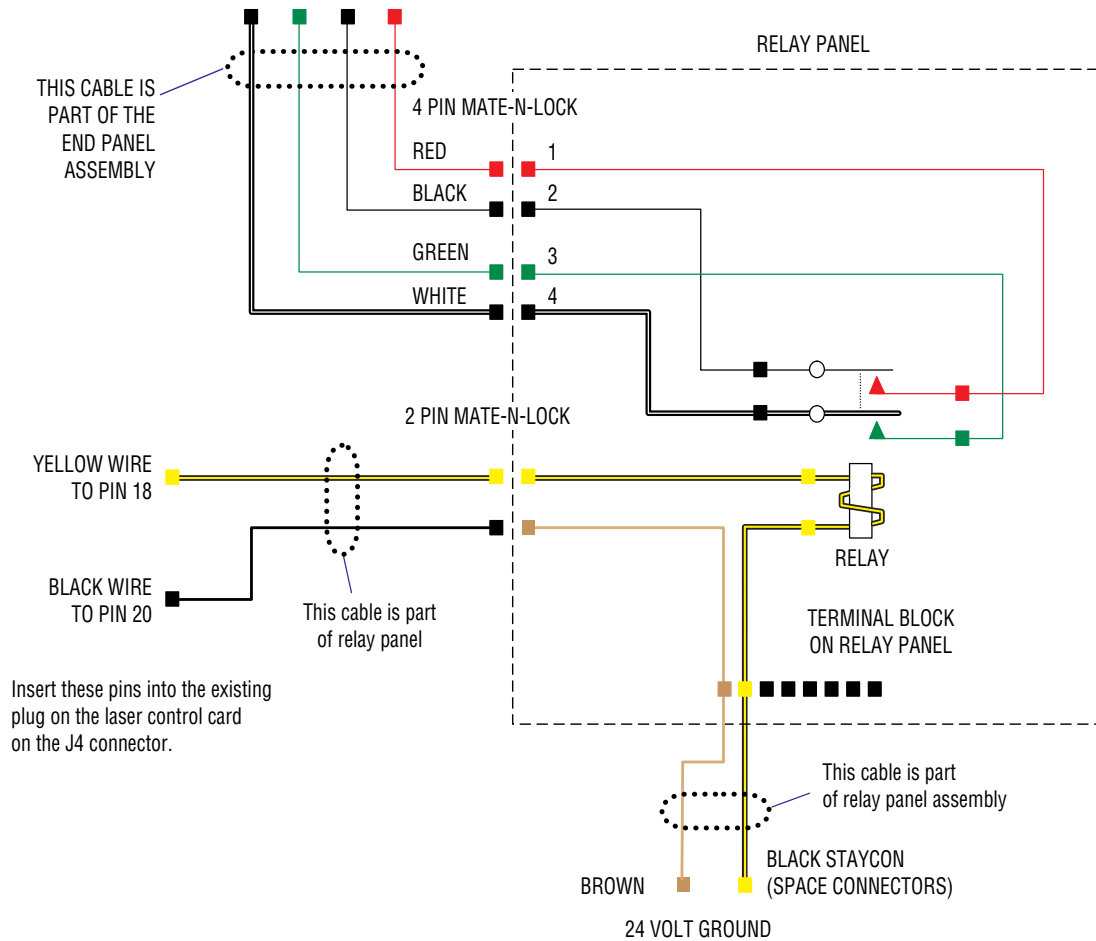 RELAY PANEL
THIS CABLE IS
PART OF THE
END PANEL
ASSEMBLY
4 PIN MATE-N-LOCK
RED
1
BLACK
2
GREEN
3
WHITE
4
2 PIN MATE-N-LOCK
YELLOW WIRE
TO PIN 18
RELAY
BLACK WIRE
TO PIN 20
This cable is part
of relay panel
TERMINAL BLOCK
ON RELAY PANEL
Insert these pins into the existing
plug on the laser control card
on the J4 connector.
This cable is part
of relay panel assembly
BROWN
BLACK STAYCON
(SPACE CONNECTORS)
24 VOLT GROUND